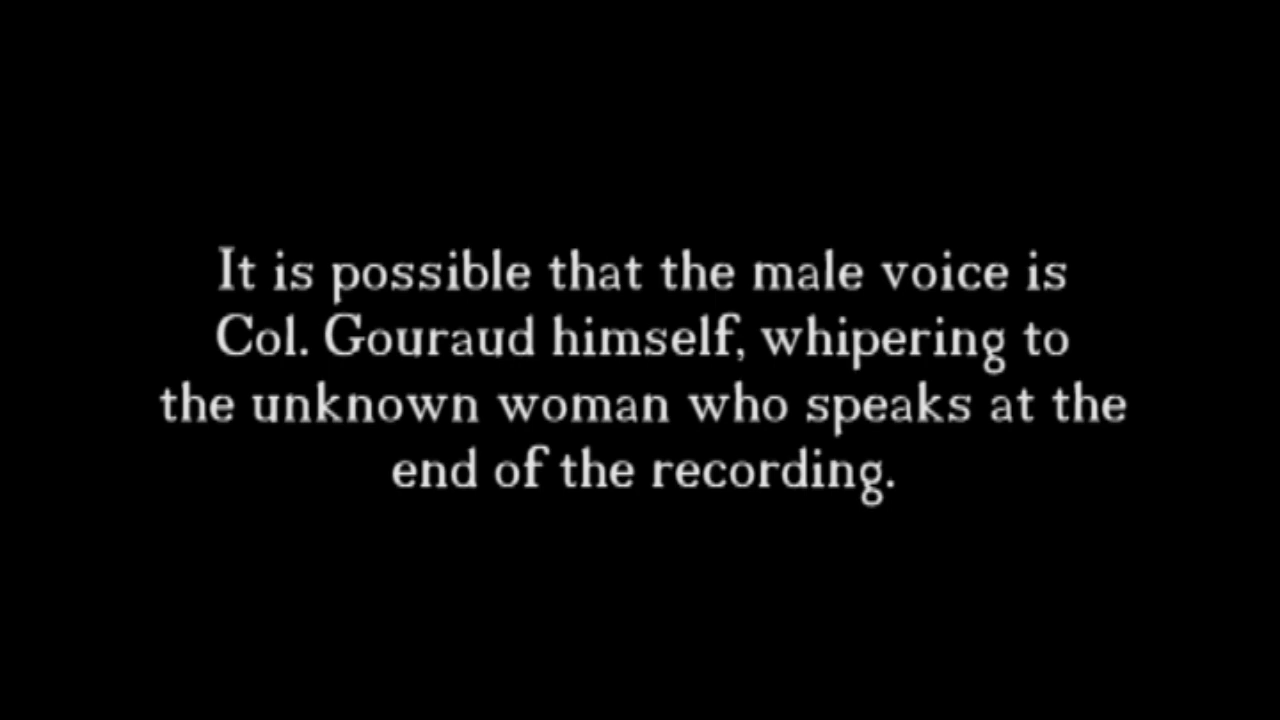 It is possible that the male voice is
Col. Gouraud himself, whipering to
the unknown woman who speaks at the
end of the recording.